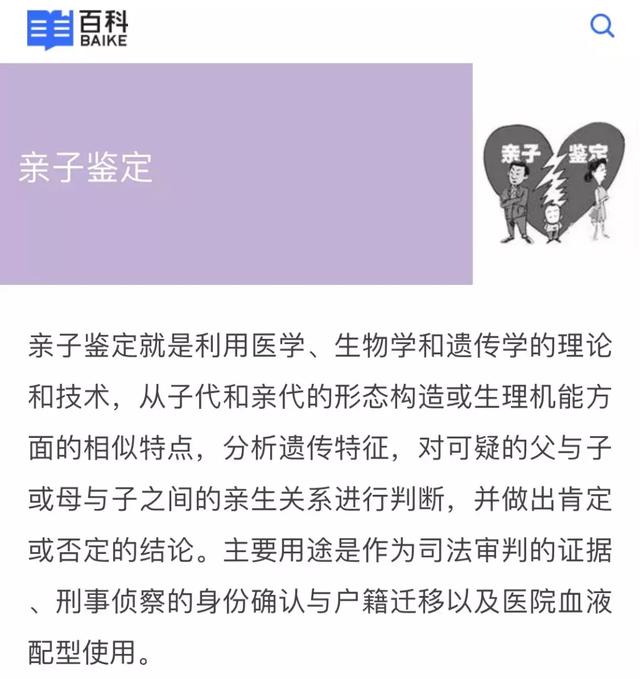 百科
BAIKE
亲子鉴定
亲子 鉴定
亲子鉴定就是利用医学、生物学和遗传学的理论
和技术，从子代和亲代的形态构造或生理机能方
面的相似特点，分析遗传特征，对可疑的父与子
或母与子之间的亲生关系进行判断，并做出肯定
或否定的结论。主要用途是作为司法审判的证据
、刑事侦察的身份确认与户籍迁移以及医院血液
配型使用。